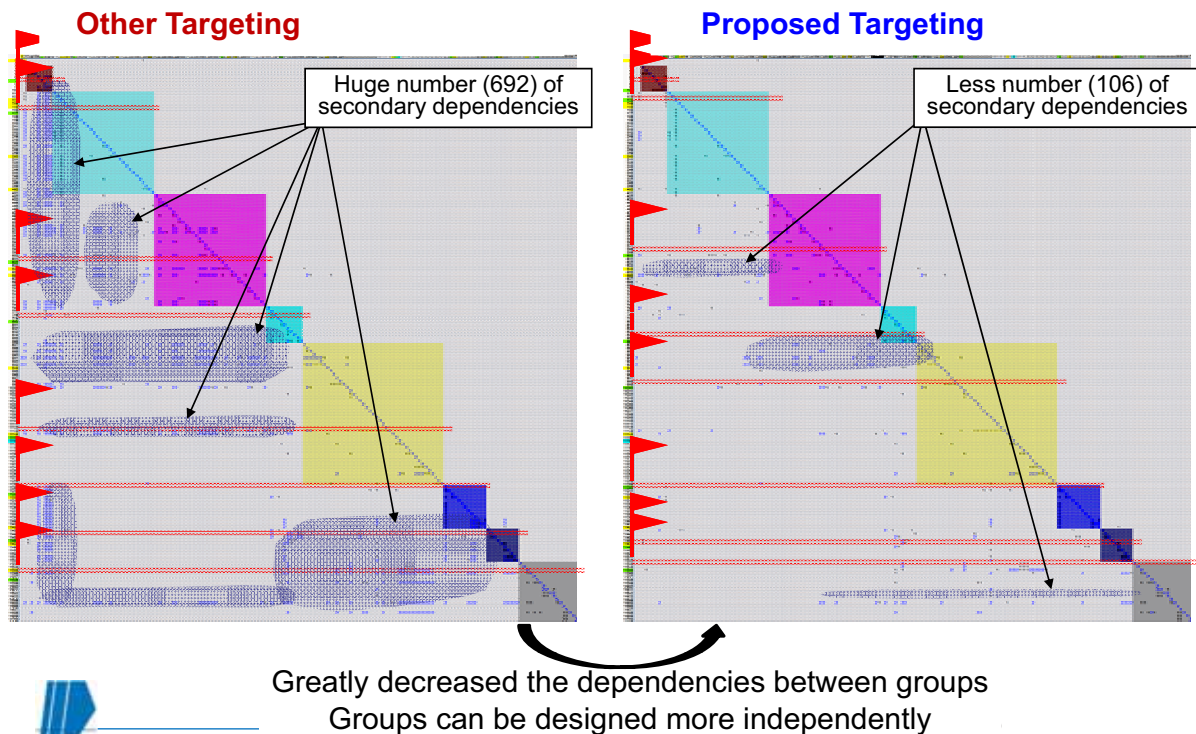 Other Targeting
Proposed Targeting
Huge number (692) of
secondary dependencies
Less number (106) of
secondary dependencies
Greatly decreased the dependencies between groups
Groups can be designed more independently